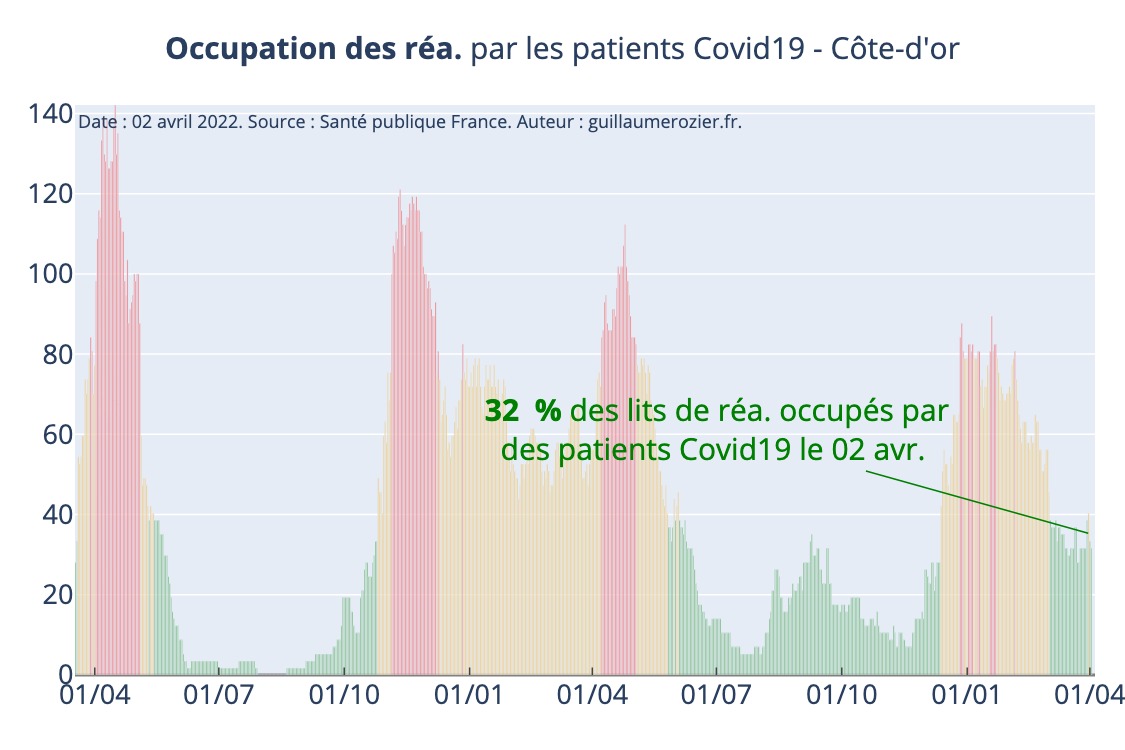 Occupation des réa. par les patients Covid19 - Côte-d'or
140
Date : 02 avril 2022. Source : Santé publique France. Auteur : guillaumerozier.fr.
120
100
80
32 % des lits de réa. occupés par
60
des patients Covid19 le 02 avr.
40
20
0
01/04 01/07 01/10 01/01 01/04 01/07 01/10 01/01 01/04